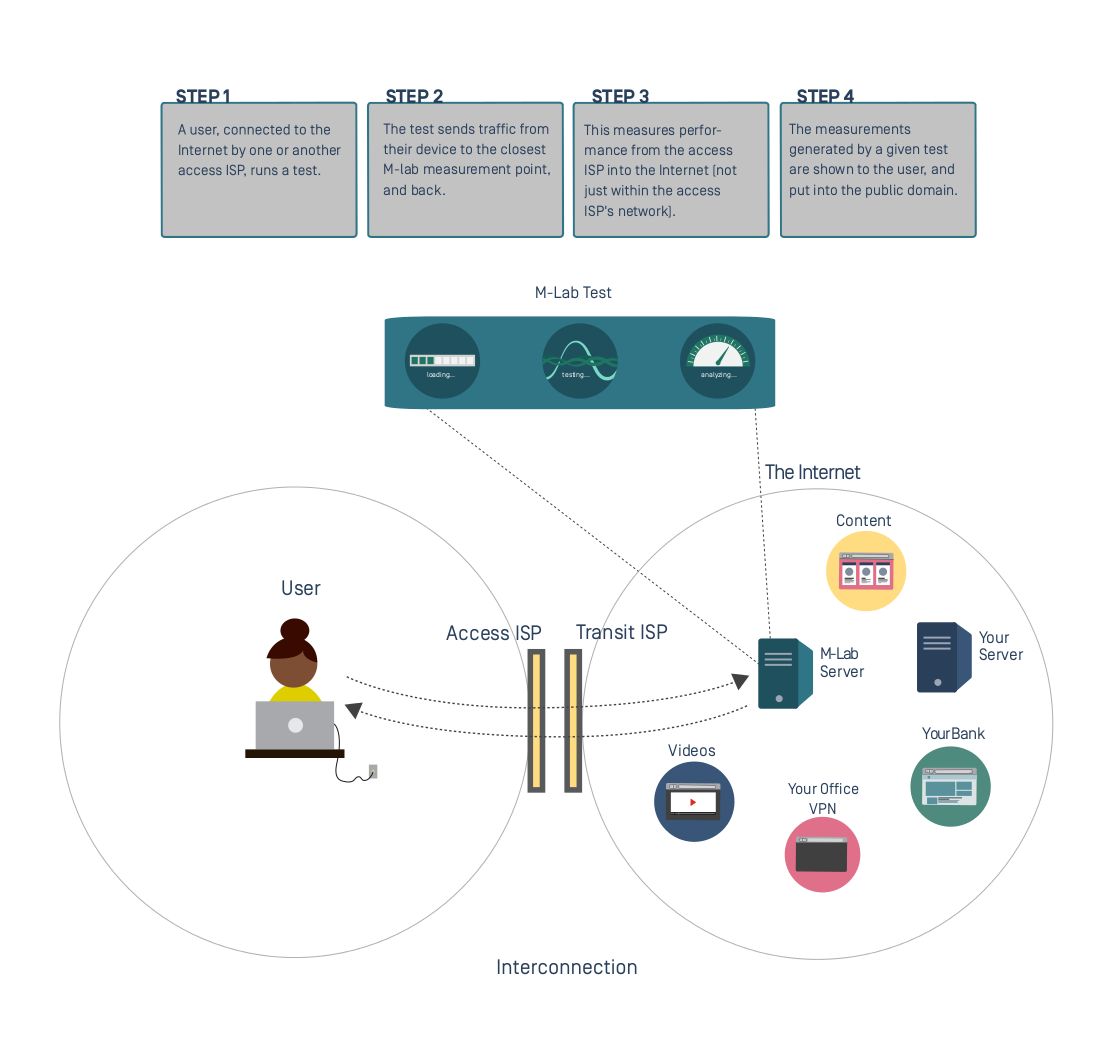 STEP 1
A user, connected to the
Internet by one or another
access ISP, runs a test.
STEP 2
The test sends traffic from
their device to the closest
M-lab measurement point,
and back.
STEP 3
This measures perfor-
mance from the access
ISP into the Internet (not
just within the access
ISP's network).
STEP 4
The measurements
generated by a given test
are shown to the user, and
put into the public domain.
M-Lab Test
loading...
testing...
analyzing...
The Internet
Content
User
Access ISP
Transit ISP
M-Lab
Server
Your
Server
YourBank
Videos
Your Office
VPN
Interconnection